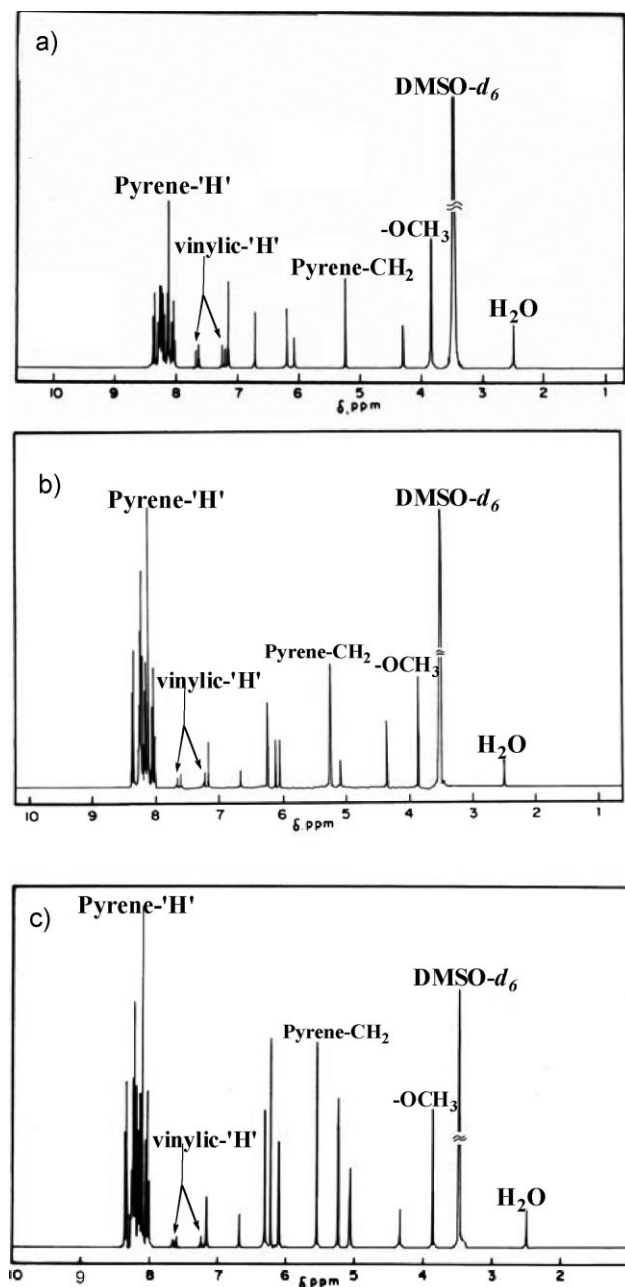 a)
DMSO-d6
Pyrene-'H'
-OCH3
vinylic-'H'
Pyrene-CH2
H2O
10 9 8 7 6 5 4 3 2 1
δ, ppm
b)
Pyrene-'H'
DMSO-d6
Pyrene-CH2
-OCH3
vinylic-'H'
H2O
10 9 8 7 6 5 4 3 2 1
δ, ppm
Pyrene-'H'
c)
DMSO-d6
Pyrene-CH2
-OCH3
vinylic-'H'
H2O
10 9 8 7 6 5 4 3 2 1
δ, ppm